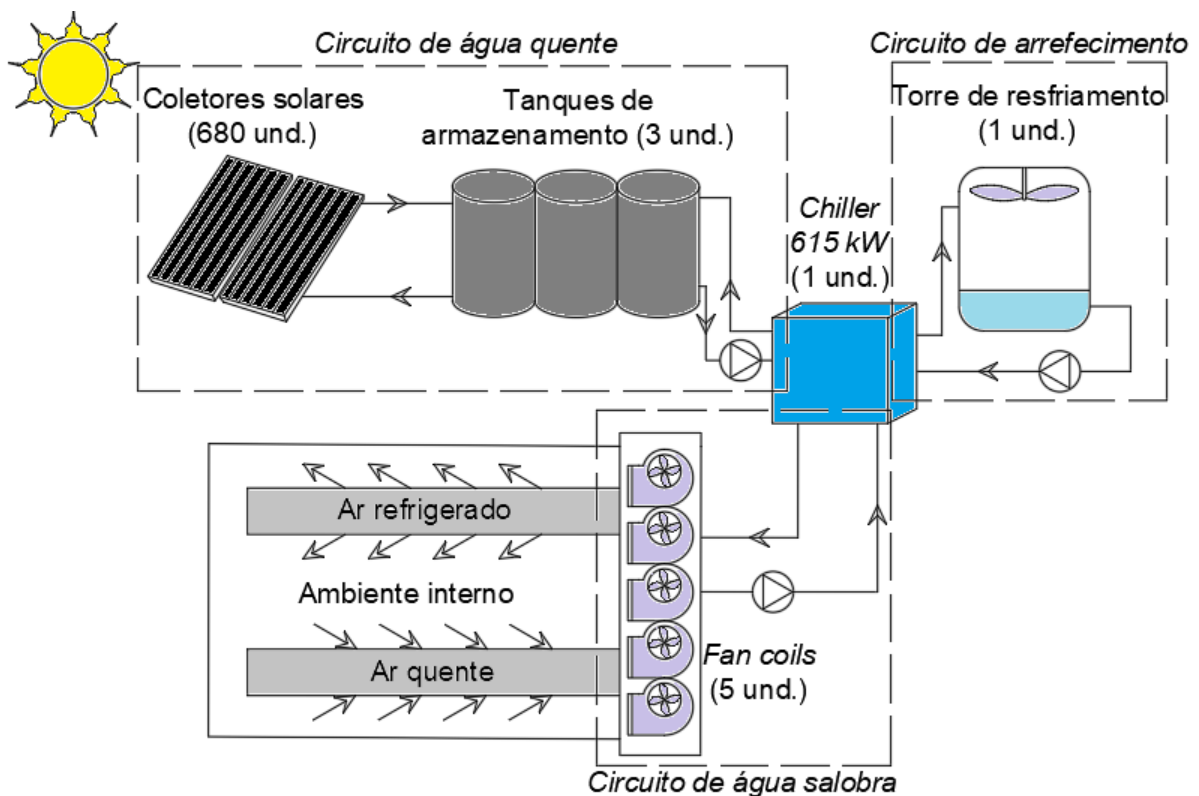 Circuito de água quente
Circuito de arrefecimento
Coletores solares
(680 und.)
Tanques de
armazenamento (3 und.)
Torre de resfriamento
(1 und.)
Chiller
615 kW
(1 und.)
Ar refrigerado
Ambiente interno
Ar quente
Fan coils
(5 und.)
Circuito de água salobra